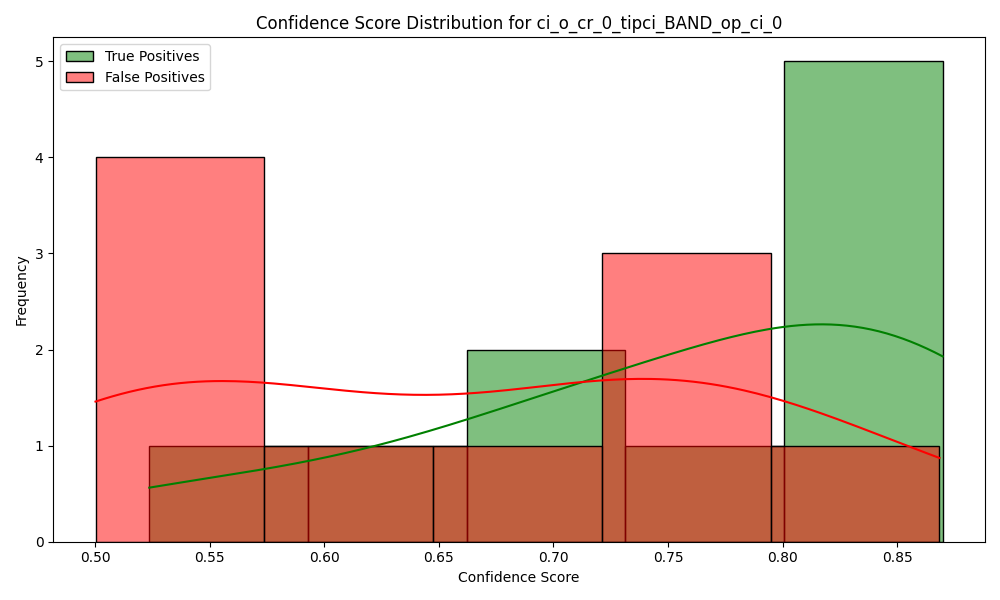 Confidence Score Distribution for ci_o_cr_0_tipci_BAND_op_ci_0
True Positives
False Positives
5
4
3
2
1
0
Frequency
0.50 0.55 0.60 0.65 0.70 0.75 0.80 0.85
Confidence Score